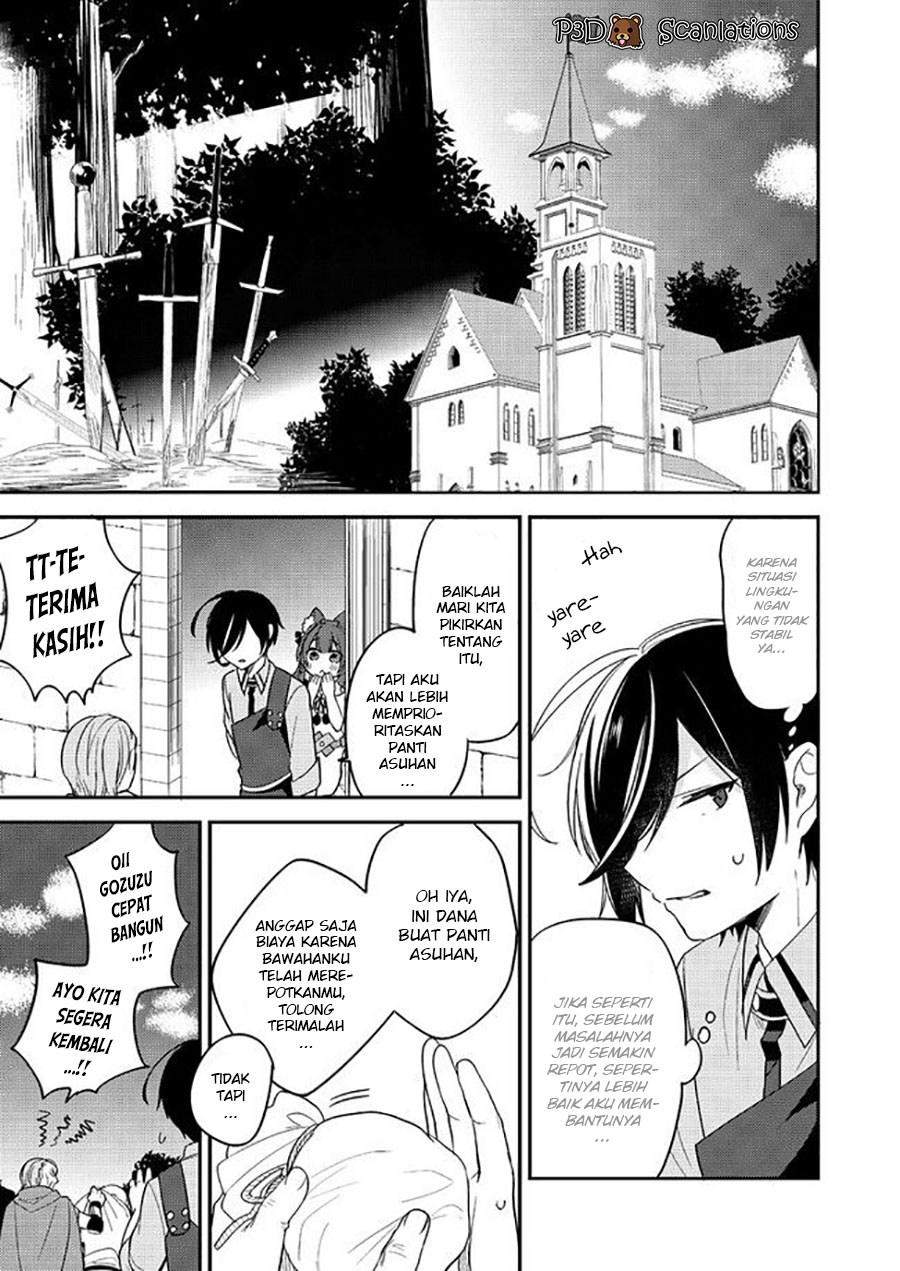 P3D Scanlations
KARENA
SITUASI
LINGKU-
NGAN
YANG TIDAK
STABIL
YA...
Hah
yare-
yare
JIKA SEPERTI
ITU, SEBELUM
MASALAHNYA
JADI SEMAKIN
REPOT, SEPER-
TINYA LEBIH
BAIK AKU MEM-
BANTUNYA
...
BAIKLAH
MARI KITA
PIKIRKAN
TENTANG
ITU,
TAPI AKU
AKAN LEBIH
MEMPRIO-
RITASKAN
PANTI
ASUHAN
...
TT-TE-
TERIMA
KASIH!!
OH IYA,
INI DANA
BUAT PANTI
ASUHAN,
ANGGAP SAJA
BIAYA KARENA
BAWAHANKU
TELAH MERE-
POTKANMU,
TOLONG
TERIMALAH
...
TIDAK
TAPI
...
OII
GOZUZU
CEPAT
BANGUN
...!!
AYO KITA
SEGERA
KEMBALI
...!!